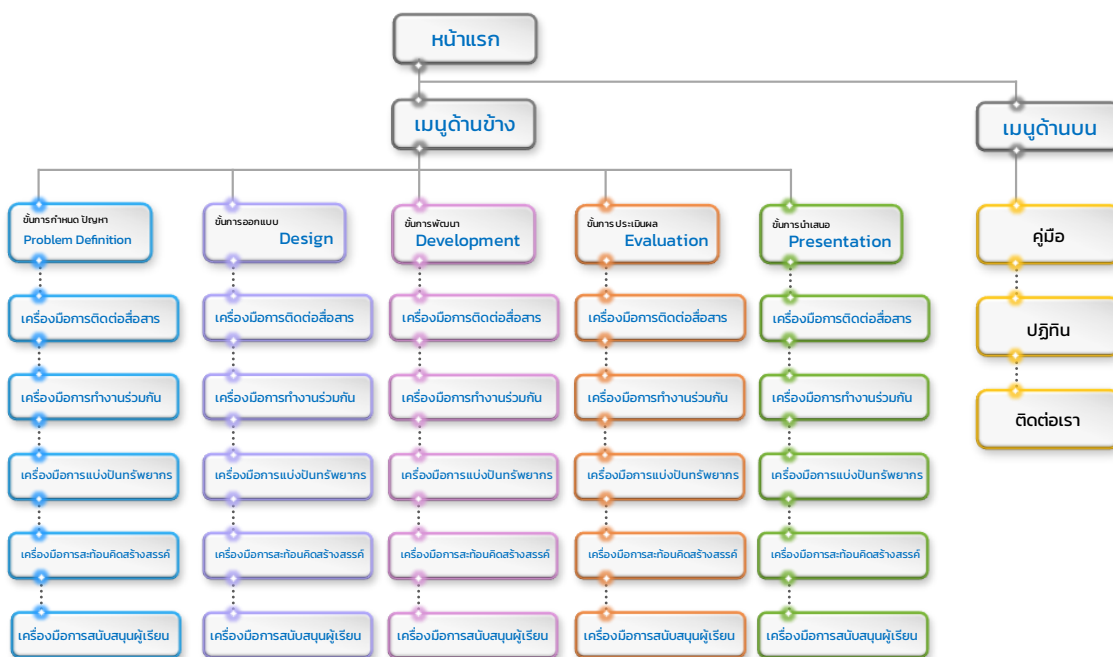 หน้าแรก
เมนูด้านข้าง
เมนูด้านบน
ขั้นการกำหนด ปัญหา
Problem Definition
ขั้นการออกแบบ
Design
ขั้นการพัฒนา
Development
ขั้นการ ประเมินผล
Evaluation
ขั้นการนำเสนอ
Presentation
คู่มือ
เครื่องมือการติดต่อสื่อสาร
เครื่องมือการติดต่อสื่อสาร
เครื่องมือการติดต่อสื่อสาร
เครื่องมือการติดต่อสื่อสาร
เครื่องมือการติดต่อสื่อสาร
ปฏิทิน
เครื่องมือการทำงานร่วมกัน
เครื่องมือการทำงานร่วมกัน
เครื่องมือการทำงานร่วมกัน
เครื่องมือการทำงานร่วมกัน
เครื่องมือการทำงานร่วมกัน
ติดต่อเรา
เครื่องมือการแบ่งปันทรัพยากร
เครื่องมือการแบ่งปันทรัพยากร
เครื่องมือการแบ่งปันทรัพยากร
เครื่องมือการแบ่งปันทรัพยากร
เครื่องมือการแบ่งปันทรัพยากร
เครื่องมือการสะท้อนคิดสร้างสรรค์
เครื่องมือการสะท้อนคิดสร้างสรรค์
เครื่องมือการสะท้อนคิดสร้างสรรค์
เครื่องมือการสะท้อนคิดสร้างสรรค์
เครื่องมือการสะท้อนคิดสร้างสรรค์
เครื่องมือการสนับสนุนผู้เรียน
เครื่องมือการสนับสนุนผู้เรียน
เครื่องมือการสนับสนุนผู้เรียน
เครื่องมือการสนับสนุนผู้เรียน
เครื่องมือการสนับสนุนผู้เรียน